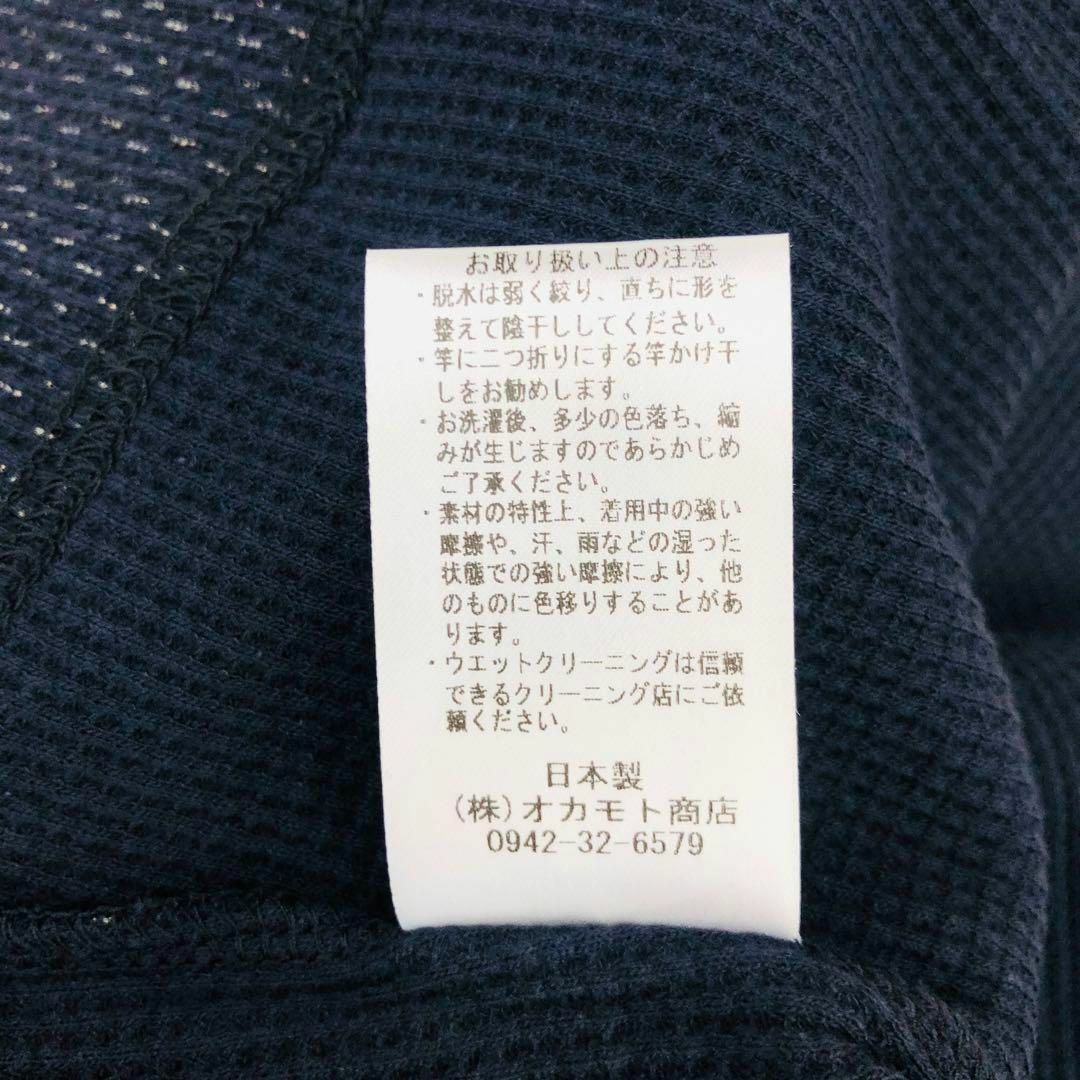 お取り扱い上の注意
・脱水は弱く絞り、直ちに形を
整えて陰干ししてください。
・竿に二つ折りにする竿かけ干
しをお勧めします。
・お洗濯後、多少の色落ち、縮
みが生じますのであらかじめ
ご了承ください。
・素材の特性上、着用中の強い
摩擦や、汗、雨などの湿った
状態での強い摩擦により、他
のものに色移りすることがあ
ります。
・ウエットクリーニングは信頼
できるクリーニング店にご依
頼ください。
日本製
(株)オカモト商店
0942-32-6579